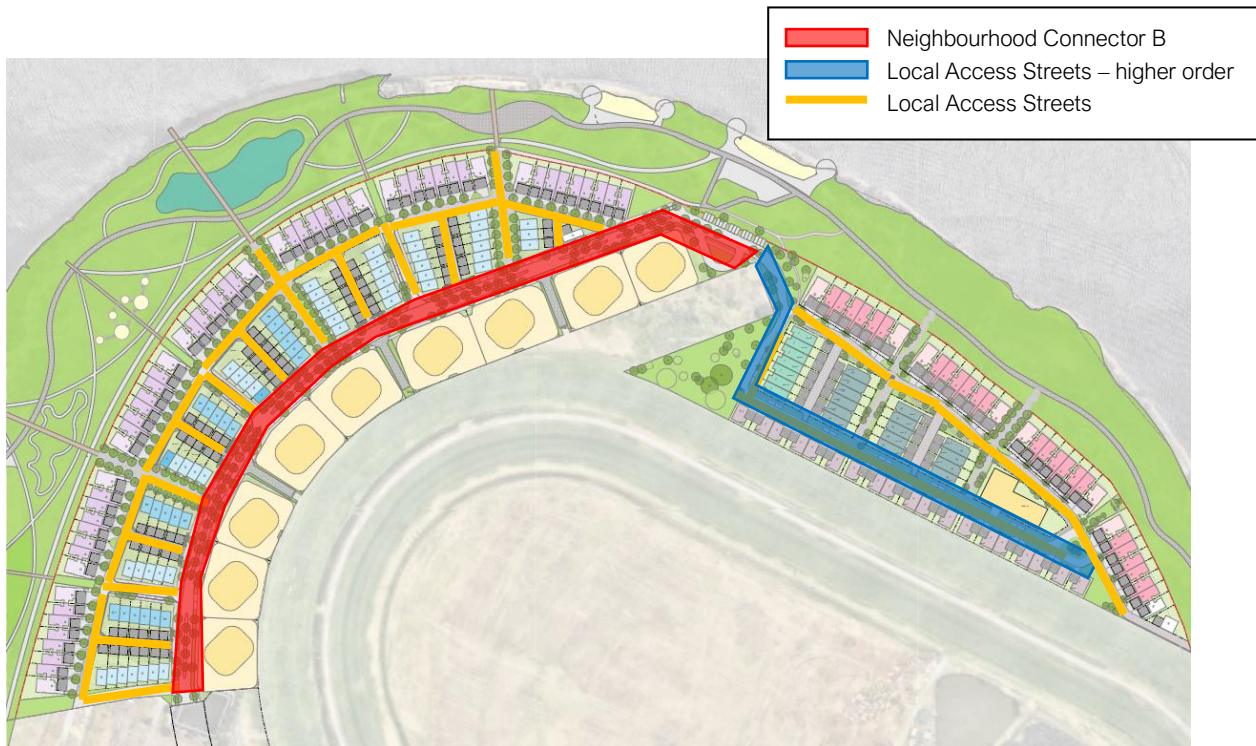 Neighbourhood Connector B
Local Access Streets – higher order
Local Access Streets